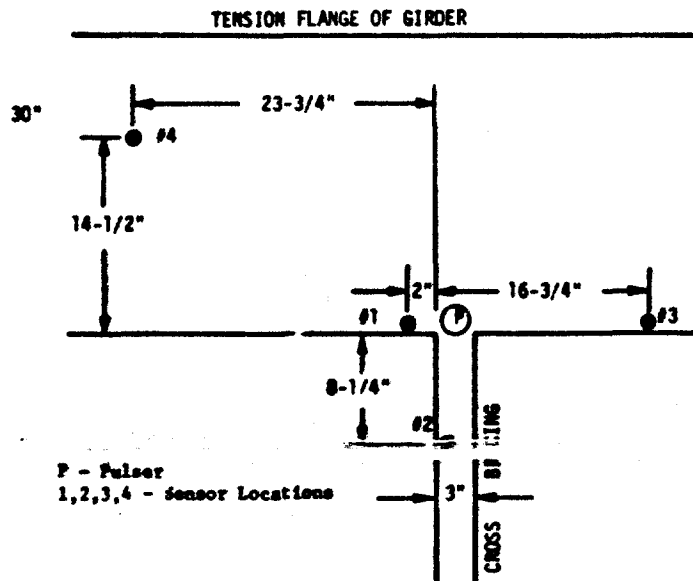 TENSION FLANGE OF GIRDER
30"
23-3/4"
#4
14-1/2"
2"
16-3/4"
#1
P
#3
8-1/4"
#2
P - Pulser
1,2,3,4 - Sensor Locations
3"
CROSS